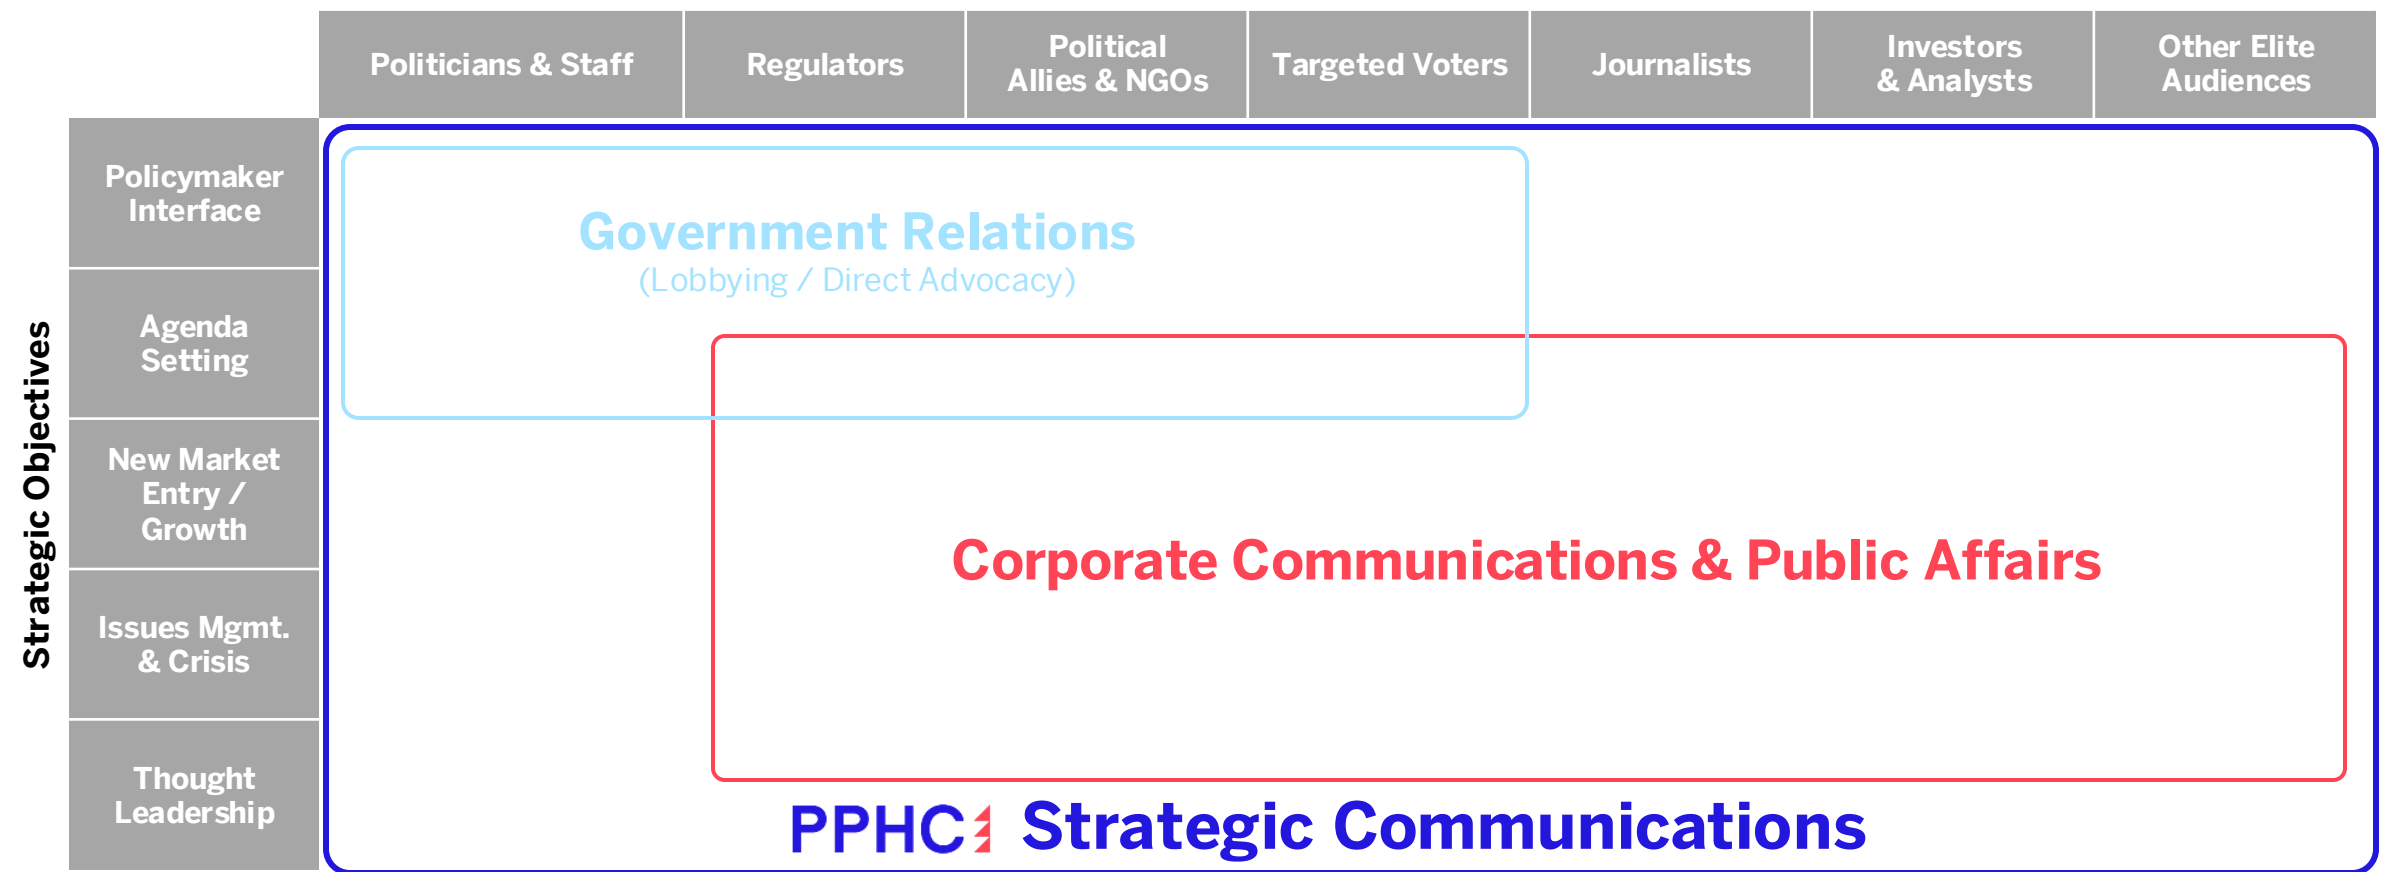 Politicians & Staff
Regulators
Political
Allies & NGOs
Targeted Voters
Journalists
Investors
& Analysts
Other Elite
Audiences
Strategic Objectives
Policymaker
Interface
Agenda
Setting
New Market
Entry /
Growth
Issues Mgmt.
& Crisis
Thought
Leadership
Government Relations
(Lobbying / Direct Advocacy)
Corporate Communications & Public Affairs
PPHC Strategic Communications